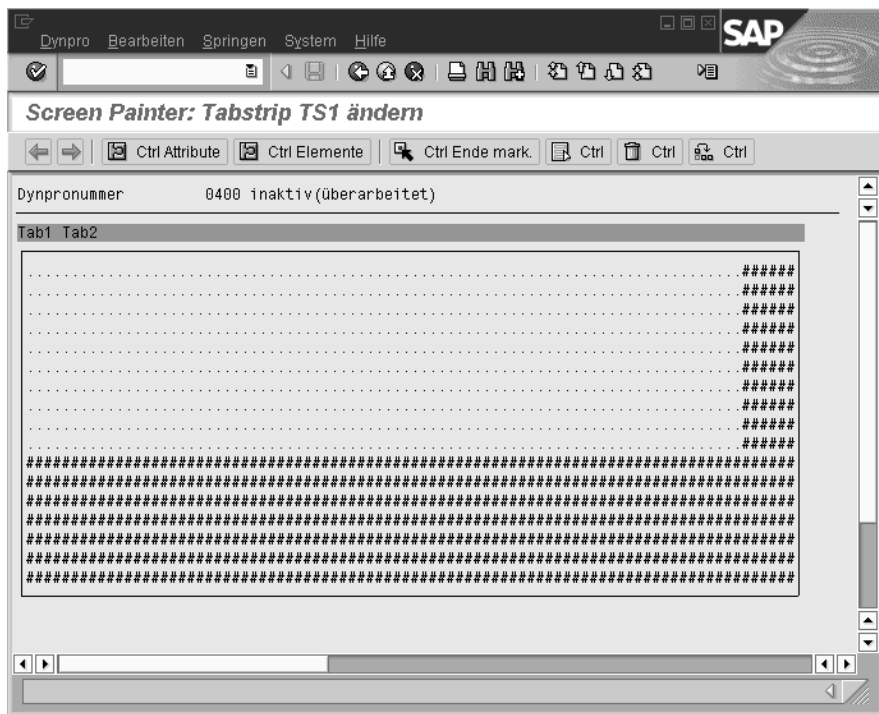 Dynpro Bearbeiten Springen System Hilfe
SAP
Screen Painter: Tabstrip TS1 ändern
Ctrl Attribute Ctrl Elemente Ctrl Ende mark. Ctrl Ctrl Ctrl
Dynpronummer 0400 inaktiv(überarbeitet)
Tab1 Tab2
................................................................................######
................................................................................######
................................................................................######
................................................................................######
................................................................................######
................................................................................######
................................................................................######
................................................................................######
................................................................................######
................................................................................######
######################################################################################
######################################################################################
######################################################################################
######################################################################################
######################################################################################
######################################################################################
######################################################################################